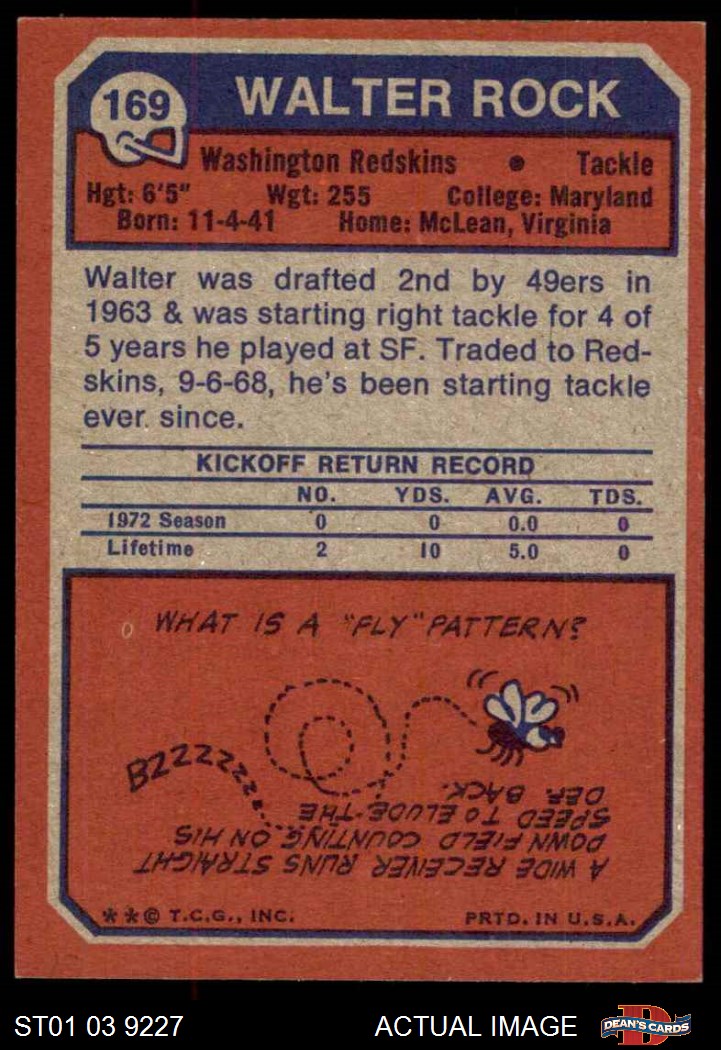 169 WALTER ROCK
Washington Redskins • Tackle
Hgt: 6'5" Wgt: 255 College: Maryland
Born: 11-4-41 Home: McLean, Virginia
Walter was drafted 2nd by 49ers in
1963 & was starting right tackle for 4 of
5 years he played at SF. Traded to Red-
skins, 9-6-68, he's been starting tackle
ever since.
KICKOFF RETURN RECORD
NO. YDS. AVG. TDS.
1972 Season 0 0 0.0 0
Lifetime 2 10 5.0 0
WHAT IS A "FLY" PATTERN?
BZZZZZZZ
A WIDE RECEIVER RUNS STRAIGHT
DOWN FIELD COUNTING ON HIS
SPEED TO ELUDE THE
DEF. BACK.
**© T.C.G., INC. PRTD. IN U.S.A.
ST01 03 9227 ACTUAL IMAGE D DEAN'S CARDS